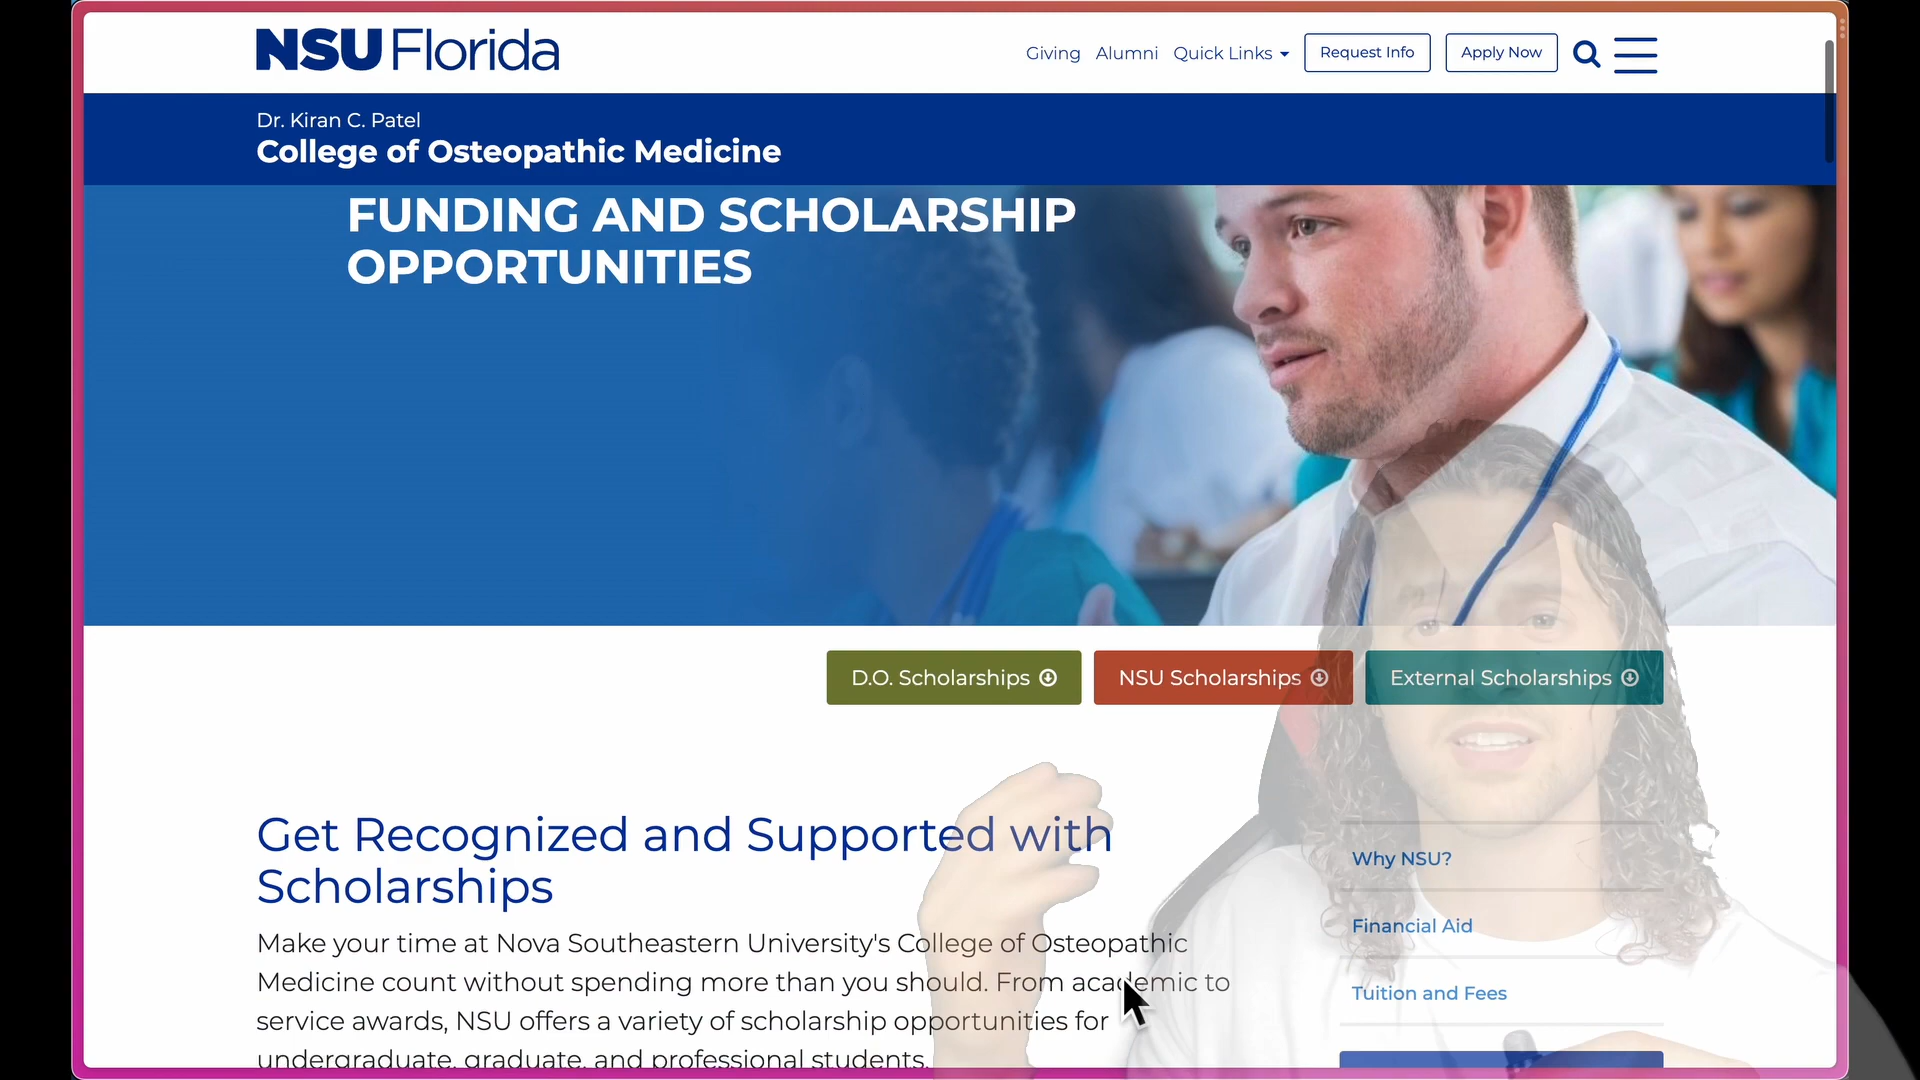 NSU Florida
Giving Alumni Quick Links Request Info Apply Now
Dr. Kiran C. Patel
College of Osteopathic Medicine
FUNDING AND SCHOLARSHIP
OPPORTUNITIES
D.O. Scholarships NSU Scholarships External Scholarships
Get Recognized and Supported with
Scholarships
Make your time at Nova Southeastern University's College of Osteopathic
Medicine count without spending more than you should. From academic to
service awards, NSU offers a variety of scholarship opportunities for
undergraduate, graduate, and professional students.
Why NSU?
Financial Aid
Tuition and Fees